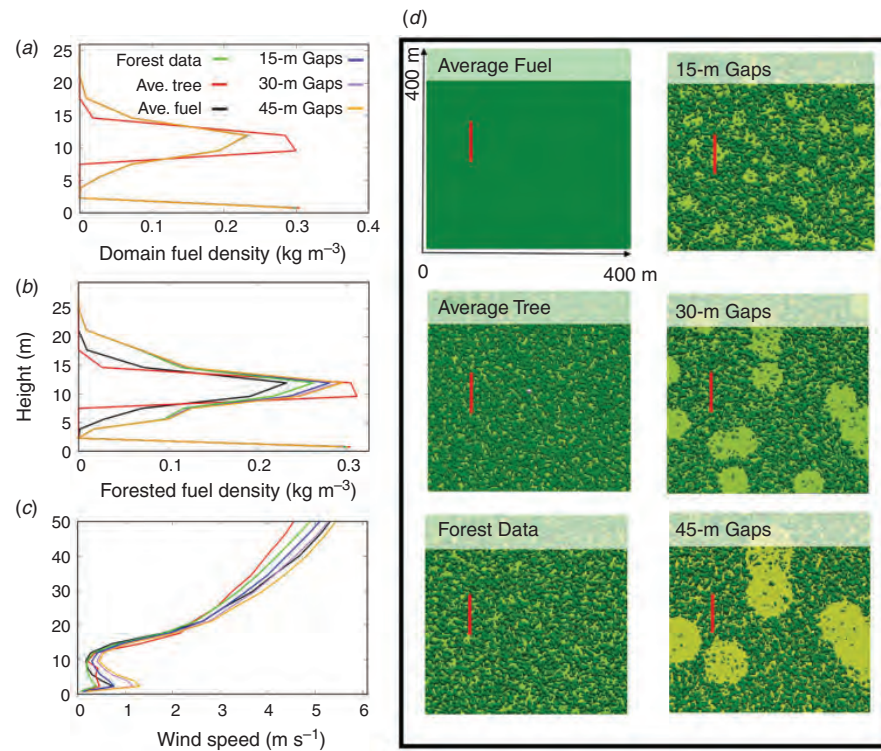 (a)
25
20
15
10
5
0
Forest data
Ave. tree
Ave. fuel
15-m Gaps
30-m Gaps
45-m Gaps
0 0.1 0.2 0.3 0.4
Domain fuel density (kg m⁻³)
(b)
25
20
15
10
5
0
Height (m)
0 0.1 0.2 0.3
Forested fuel density (kg m⁻³)
(c)
50
40
30
20
10
0
0 1 2 3 4 5 6
Wind speed (m s⁻¹)
(d)
400 m
Average Fuel
0 400 m
15-m Gaps
Average Tree
30-m Gaps
Forest Data
45-m Gaps